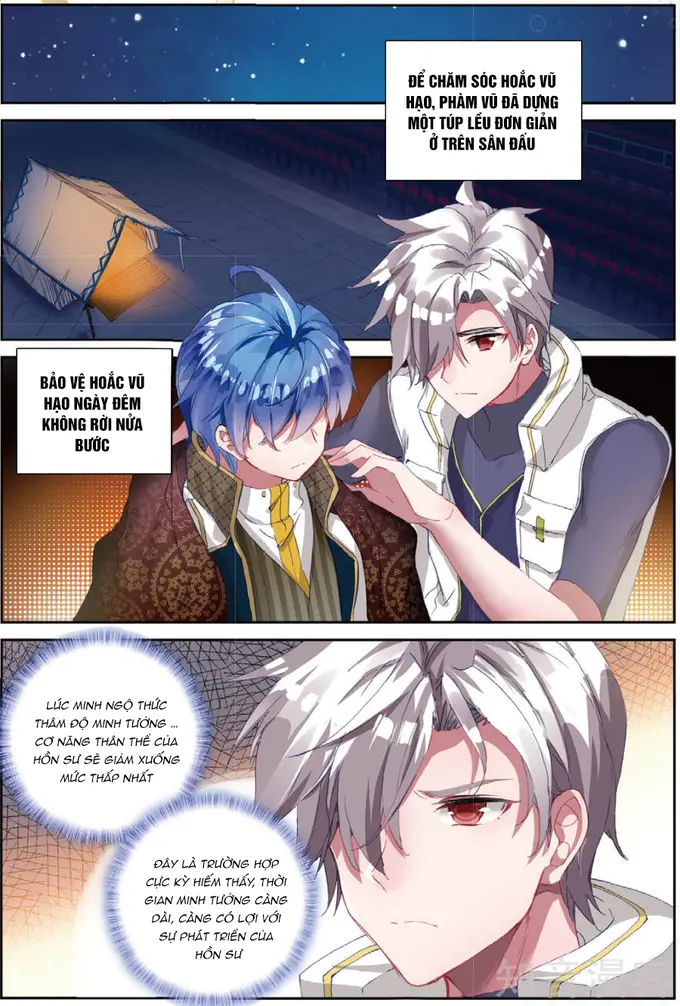 ĐỂ CHĂM SÓC HOẮC VŨ
HẠO, PHÀM VŨ ĐÃ DỰNG
MỘT TÚP LỀU ĐƠN GIẢN
Ở TRÊN SÂN ĐẤU
BẢO VỆ HOẮC VŨ
HẠO NGÀY ĐÊM
KHÔNG RỜI NỬA
BƯỚC
LÚC MINH NGỘ THỨC
THÂM ĐỘ MINH TƯỞNG ...
CƠ NĂNG THÂN THỂ CỦA
HỒN SƯ SẼ GIẢM XUỐNG
MỨC THẤP NHẤT
ĐÂY LÀ TRƯỜNG HỢP
CỰC KỲ HIẾM THẤY, THỜI
GIAN MINH TƯỞNG CÀNG
DÀI, CÀNG CÓ LỢI VỚI
SỰ PHÁT TRIỂN CỦA
HỒN SƯ